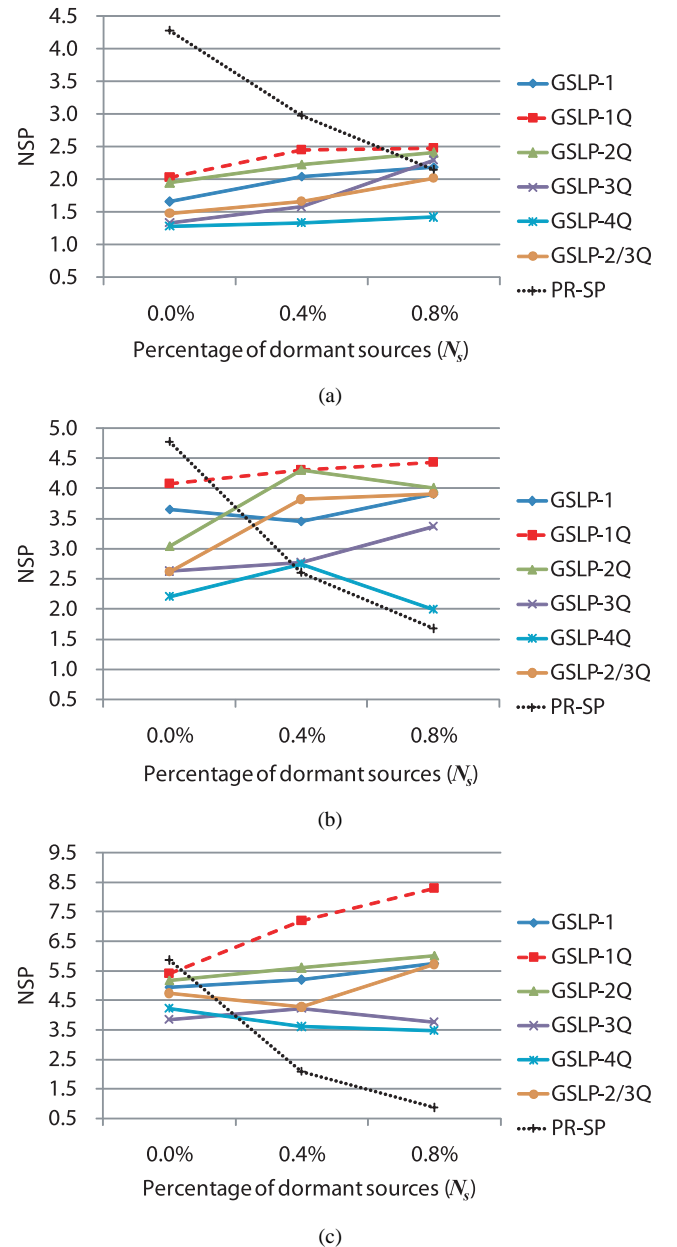 4.5
4.0
3.5
3.0
2.5
2.0
1.5
1.0
0.5
NSP
0.0% 0.4% 0.8%
Percentage of dormant sources (Ns)
GSLP-1
GSLP-1Q
GSLP-2Q
GSLP-3Q
GSLP-4Q
GSLP-2/3Q
PR-SP
(a)
5.0
4.5
4.0
3.5
3.0
2.5
2.0
1.5
1.0
0.5
NSP
0.0% 0.4% 0.8%
Percentage of dormant sources (Ns)
GSLP-1
GSLP-1Q
GSLP-2Q
GSLP-3Q
GSLP-4Q
GSLP-2/3Q
PR-SP
(b)
9.5
8.5
7.5
6.5
5.5
4.5
3.5
2.5
1.5
0.5
NSP
0.0% 0.4% 0.8%
Percentage of dormant sources (Ns)
GSLP-1
GSLP-1Q
GSLP-2Q
GSLP-3Q
GSLP-4Q
GSLP-2/3Q
PR-SP
(c)